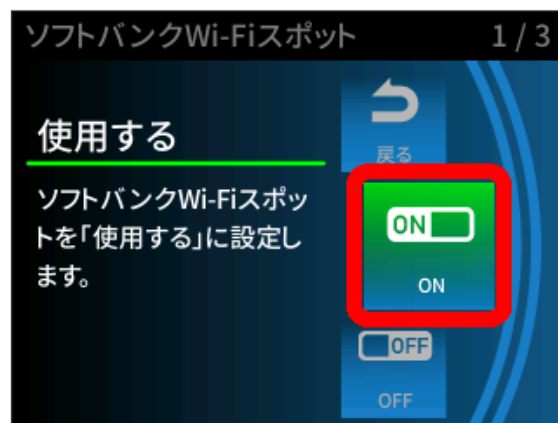 ソフトバンクWi-Fiスポット 1 / 3
使用する
ソフトバンクWi-Fiスポッ
トを「使用する」に設定し
ます。
戻る
ON
ON
OFF
OFF